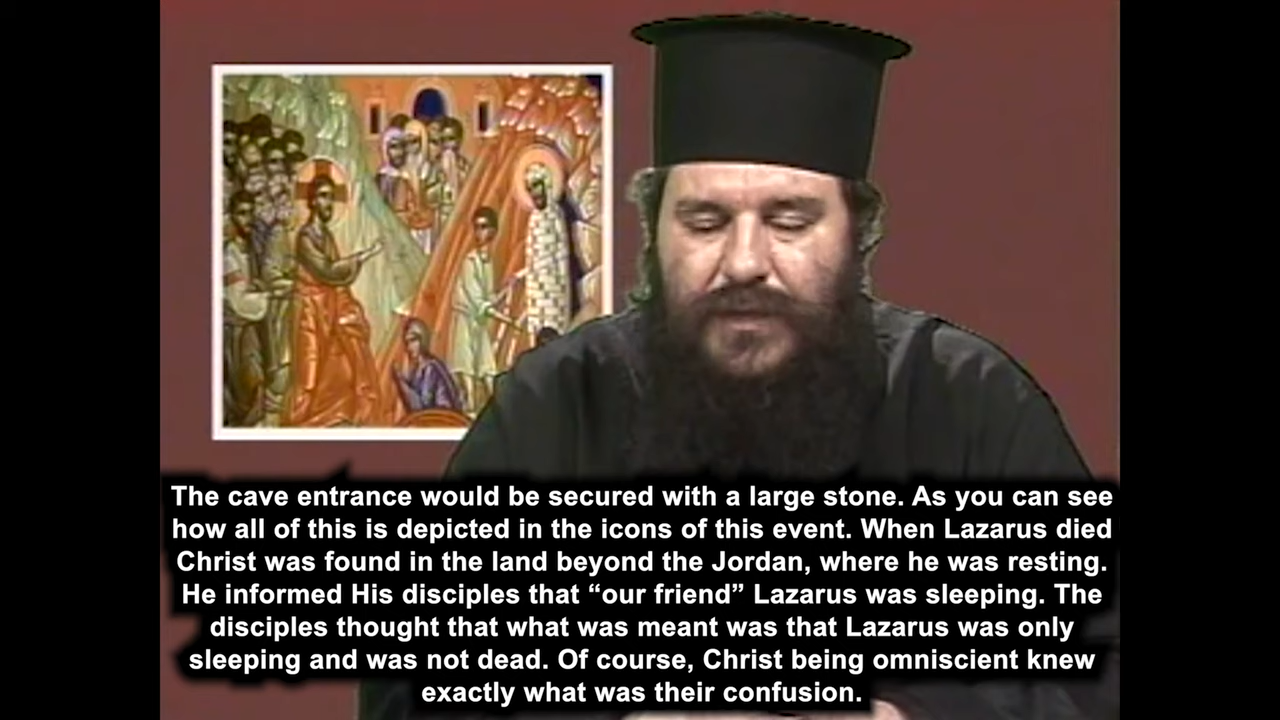 The cave entrance would be secured with a large stone. As you can see
how all of this is depicted in the icons of this event. When Lazarus died
Christ was found in the land beyond the Jordan, where he was resting.
He informed His disciples that “our friend” Lazarus was sleeping. The
disciples thought that what was meant was that Lazarus was only
sleeping and was not dead. Of course, Christ being omniscient knew
exactly what was their confusion.